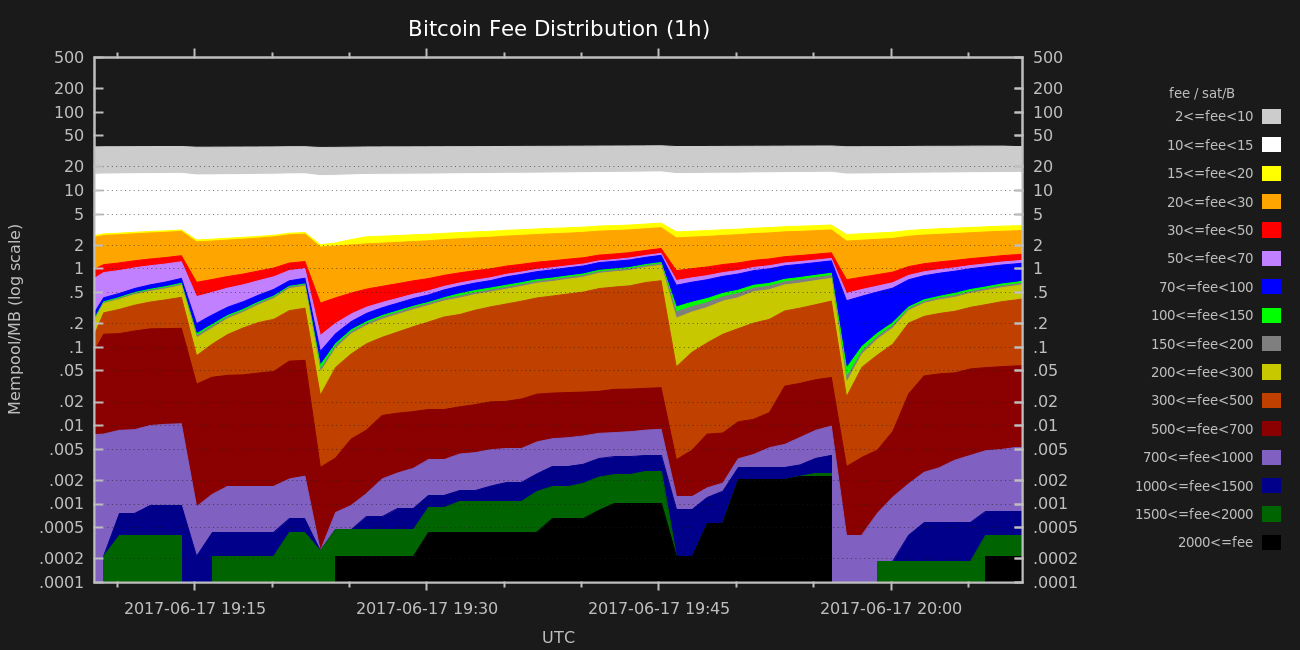 Bitcoin Fee Distribution (1h)
Mempool/MB (log scale)
500
200
100
50
20
10
5
2
1
.5
.2
.1
.05
.02
.01
.005
.002
.001
.0005
.0002
.0001
500
200
100
50
20
10
5
2
1
.5
.2
.1
.05
.02
.01
.005
.002
.001
.0005
.0002
.0001
2017-06-17 19:15 2017-06-17 19:30 2017-06-17 19:45 2017-06-17 20:00
UTC
fee / sat/B
2<=fee<10
10<=fee<15
15<=fee<20
20<=fee<30
30<=fee<50
50<=fee<70
70<=fee<100
100<=fee<150
150<=fee<200
200<=fee<300
300<=fee<500
500<=fee<700
700<=fee<1000
1000<=fee<1500
1500<=fee<2000
2000<=fee